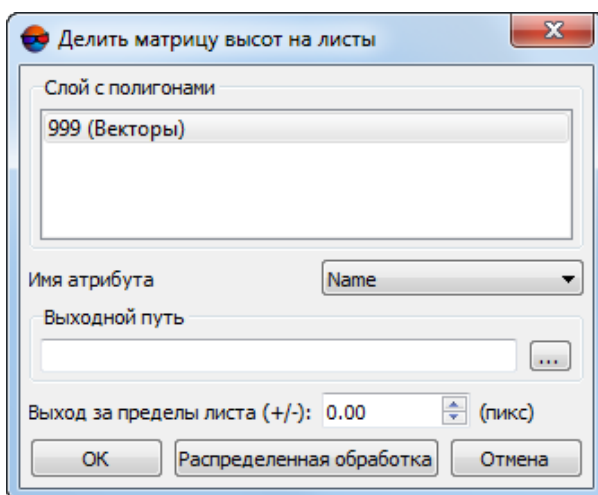 Делить матрицу высот на листы
Слой с полигонами
999 (Векторы)
Имя атрибута Name
Выходной путь
...
Выход за пределы листа (+/-): 0.00 (пикс)
OK Распределенная обработка Отмена